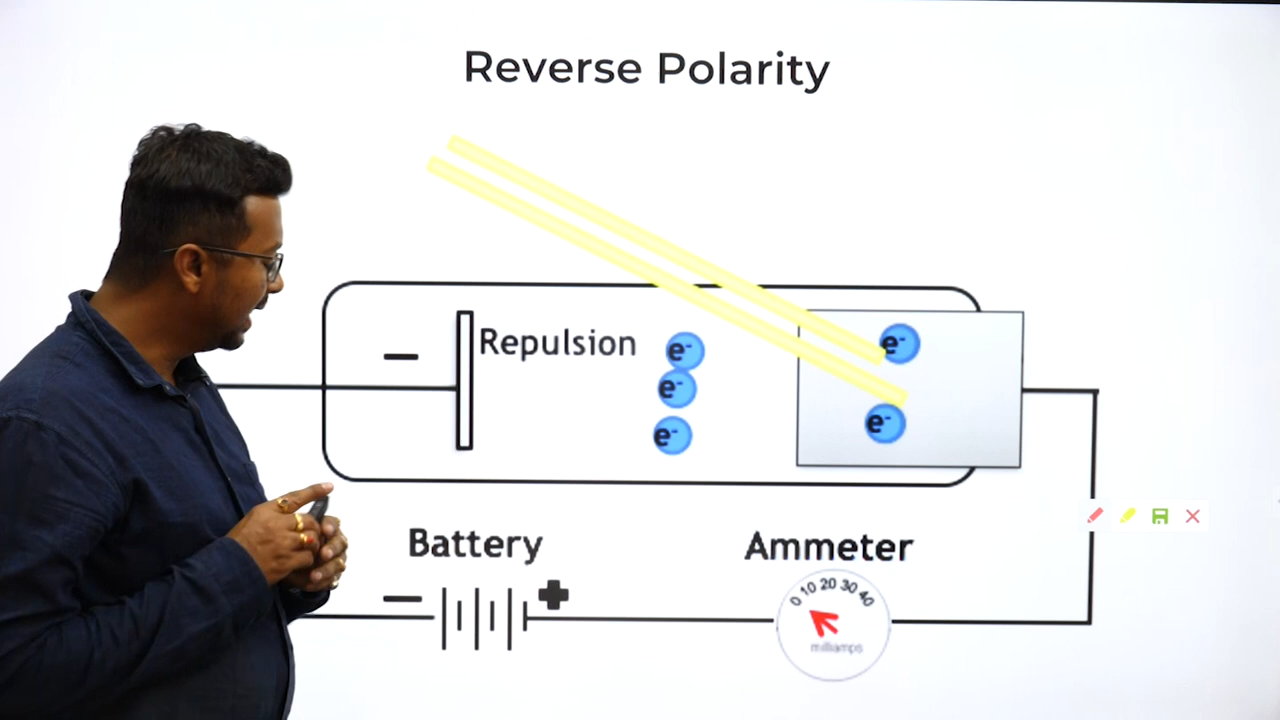 Reverse Polarity
Repulsion
e-
e-
e-
e-
e-
Battery
Ammeter
0 10 20 30 40
milliamps